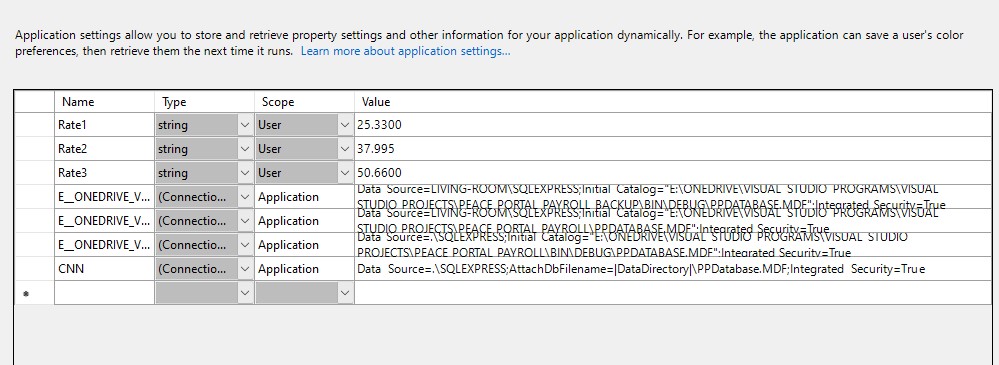 Application settings allow you to store and retrieve property settings and other information for your application dynamically. For example, the application can save a user's color
preferences, then retrieve them the next time it runs. Learn more about application settings...
Name Type Scope Value
Rate1 string User 25.3300
Rate2 string User 37.995
Rate3 string User 50.6600
E__ONEDRIVE_V... (Connectio... Application Data Source=LIVING-ROOM\SQLEXPRESS;Initial Catalog="E:\ONEDRIVE\VISUAL STUDIO PROGRAMS\VISUAL
STUDIO PROJECTS\PEACE PORTAL PAYROLL BACKUP\BIN\DEBUG\PPDATABASE.MDF";Integrated Security=True
E__ONEDRIVE_V... (Connectio... Application Data Source=LIVING-ROOM\SQLEXPRESS;Initial Catalog="E:\ONEDRIVE\VISUAL STUDIO PROGRAMS\VISUAL
STUDIO PROJECTS\PEACE PORTAL PAYROLL\PPDATABASE.MDF";Integrated Security=True
E__ONEDRIVE_V... (Connectio... Application Data Source=.\SQLEXPRESS;Initial Catalog="E:\ONEDRIVE\VISUAL STUDIO PROGRAMS\VISUAL STUDIO
PROJECTS\PEACE PORTAL PAYROLL\BIN\DEBUG\PPDATABASE.MDF";Integrated Security=True
CNN (Connectio... Application Data Source=.\SQLEXPRESS;AttachDbFilename=|DataDirectory|\PPDatabase.MDF;Integrated Security=True